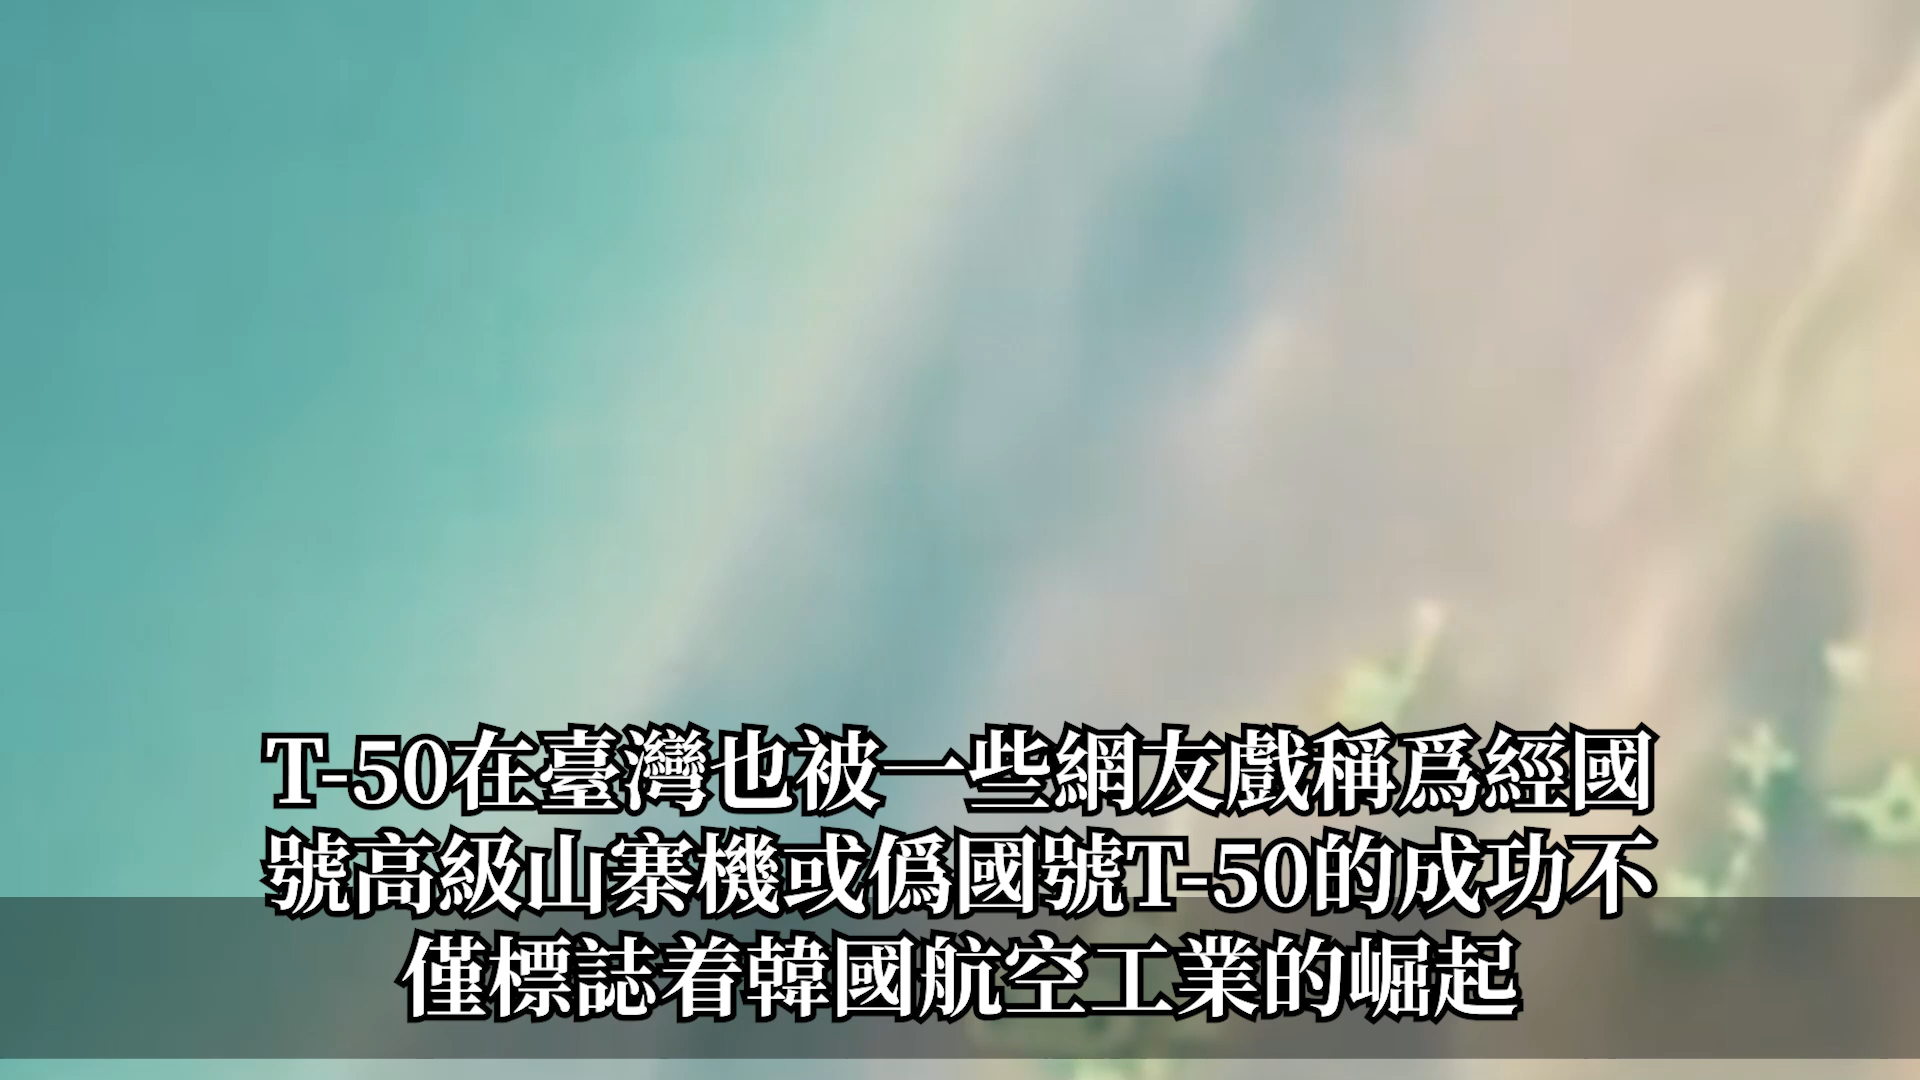 T-50在臺灣也被一些網友戲稱爲經國
號高級山寨機或僞國號T-50的成功不
僅標誌着韓國航空工業的崛起